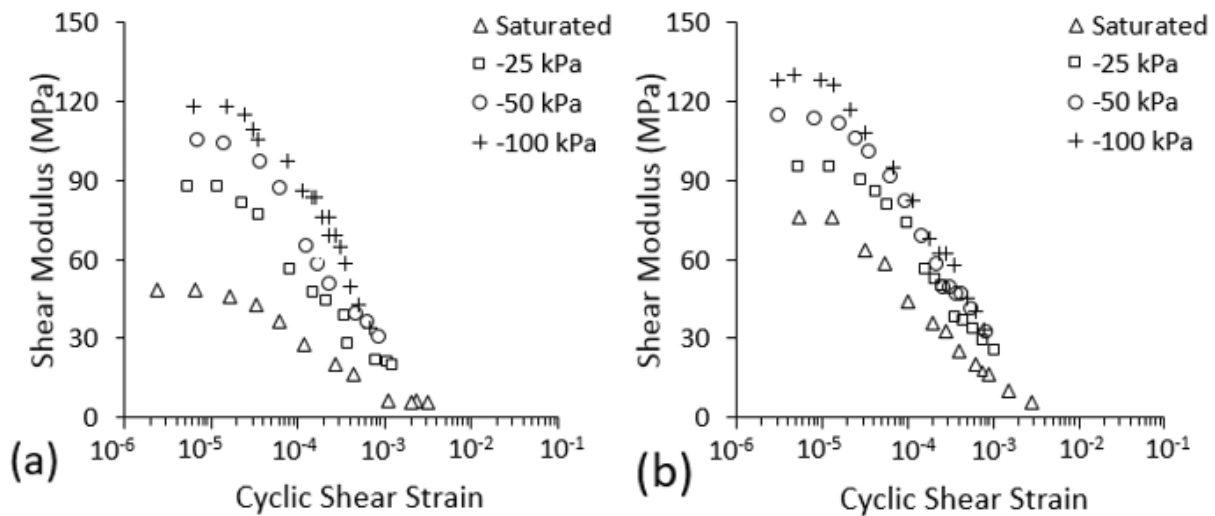 Shear Modulus (MPa)
150
120
90
60
30
0
10-6
10-5
10-4
10-3
10-2
10-1
Cyclic Shear Strain
Saturated
-25 kPa
-50 kPa
-100 kPa
(a)
Shear Modulus (MPa)
150
120
90
60
30
0
10-6
10-5
10-4
10-3
10-2
10-1
Cyclic Shear Strain
Saturated
-25 kPa
-50 kPa
-100 kPa
(b)